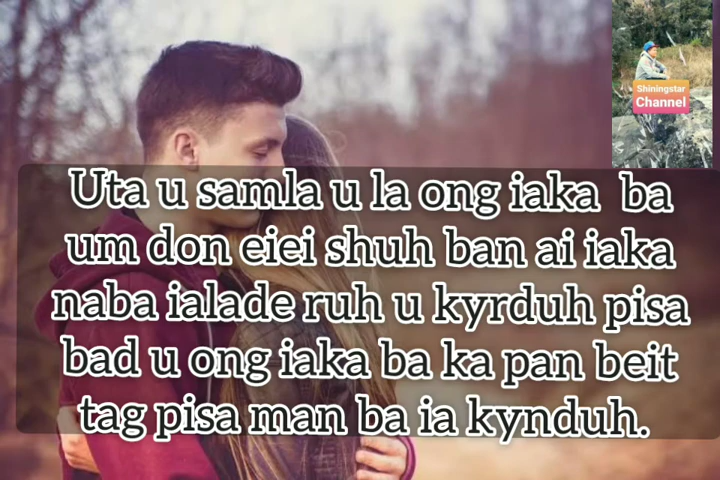 Shiningstar
Channel
Uta u samla u la ong iaka ba
um don eiei shuh ban ai iaka
naba ialade ruh u kyrduh pisa
bad u ong iaka ba ka pan beit
tag pisa man ba ia kynduh.